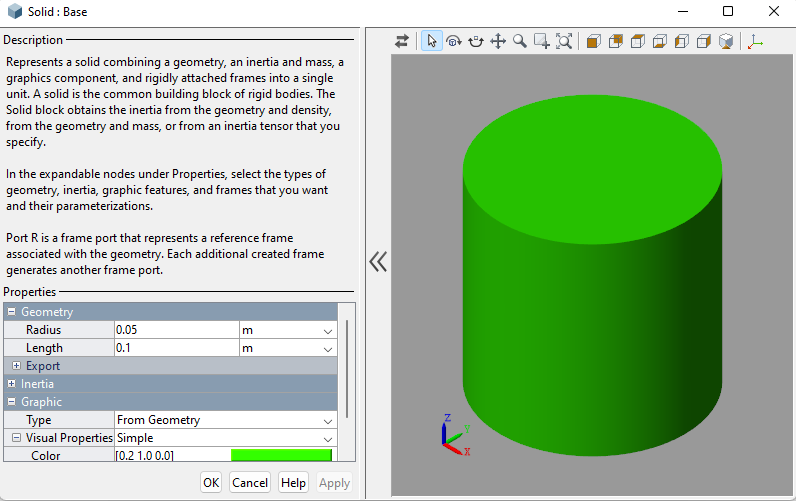 Solid : Base
Description
Represents a solid combining a geometry, an inertia and mass, a
graphics component, and rigidly attached frames into a single
unit. A solid is the common building block of rigid bodies. The
Solid block obtains the inertia from the geometry and density,
from the geometry and mass, or from an inertia tensor that you
specify.
In the expandable nodes under Properties, select the types of
geometry, inertia, graphic features, and frames that you want
and their parameterizations.
Port R is a frame port that represents a reference frame
associated with the geometry. Each additional created frame
generates another frame port.
Properties
Geometry
Radius 0.05 m
Length 0.1 m
Export
Inertia
Graphic
Type From Geometry
Visual Properties Simple
Color [0.2 1.0 0.0]
OK Cancel Help Apply
Z
Y
X